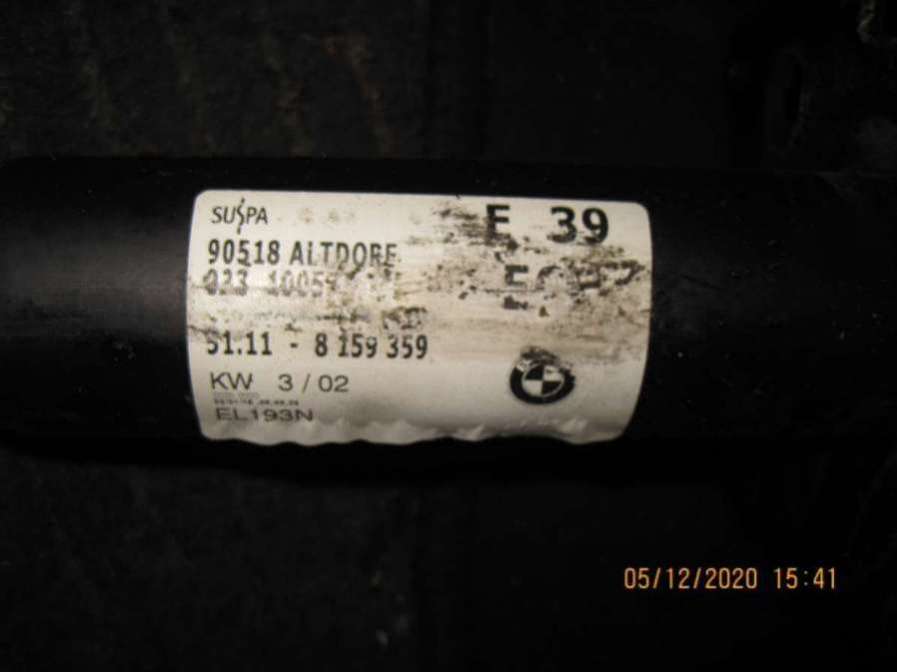 SUSPA
E 39
90518 ALTDORF
51.11 - 8 159 359
KW 3 / 02
EL193N
05/12/2020 15:41